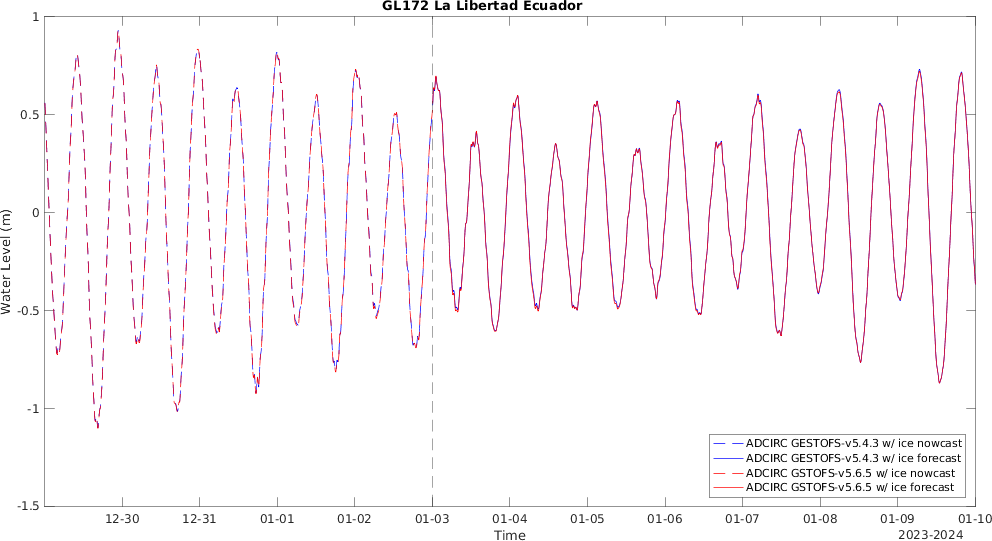 GL172 La Libertad Ecuador
1
0.5
0
-0.5
-1
-1.5
Water Level (m)
ADCIRC GESTOFS-v5.4.3 w/ ice nowcast
ADCIRC GESTOFS-v5.4.3 w/ ice forecast
ADCIRC GSTOFS-v5.6.5 w/ ice nowcast
ADCIRC GSTOFS-v5.6.5 w/ ice forecast
12-30 12-31 01-01 01-02 01-03 01-04 01-05 01-06 01-07 01-08 01-09 01-10
Time
2023-2024